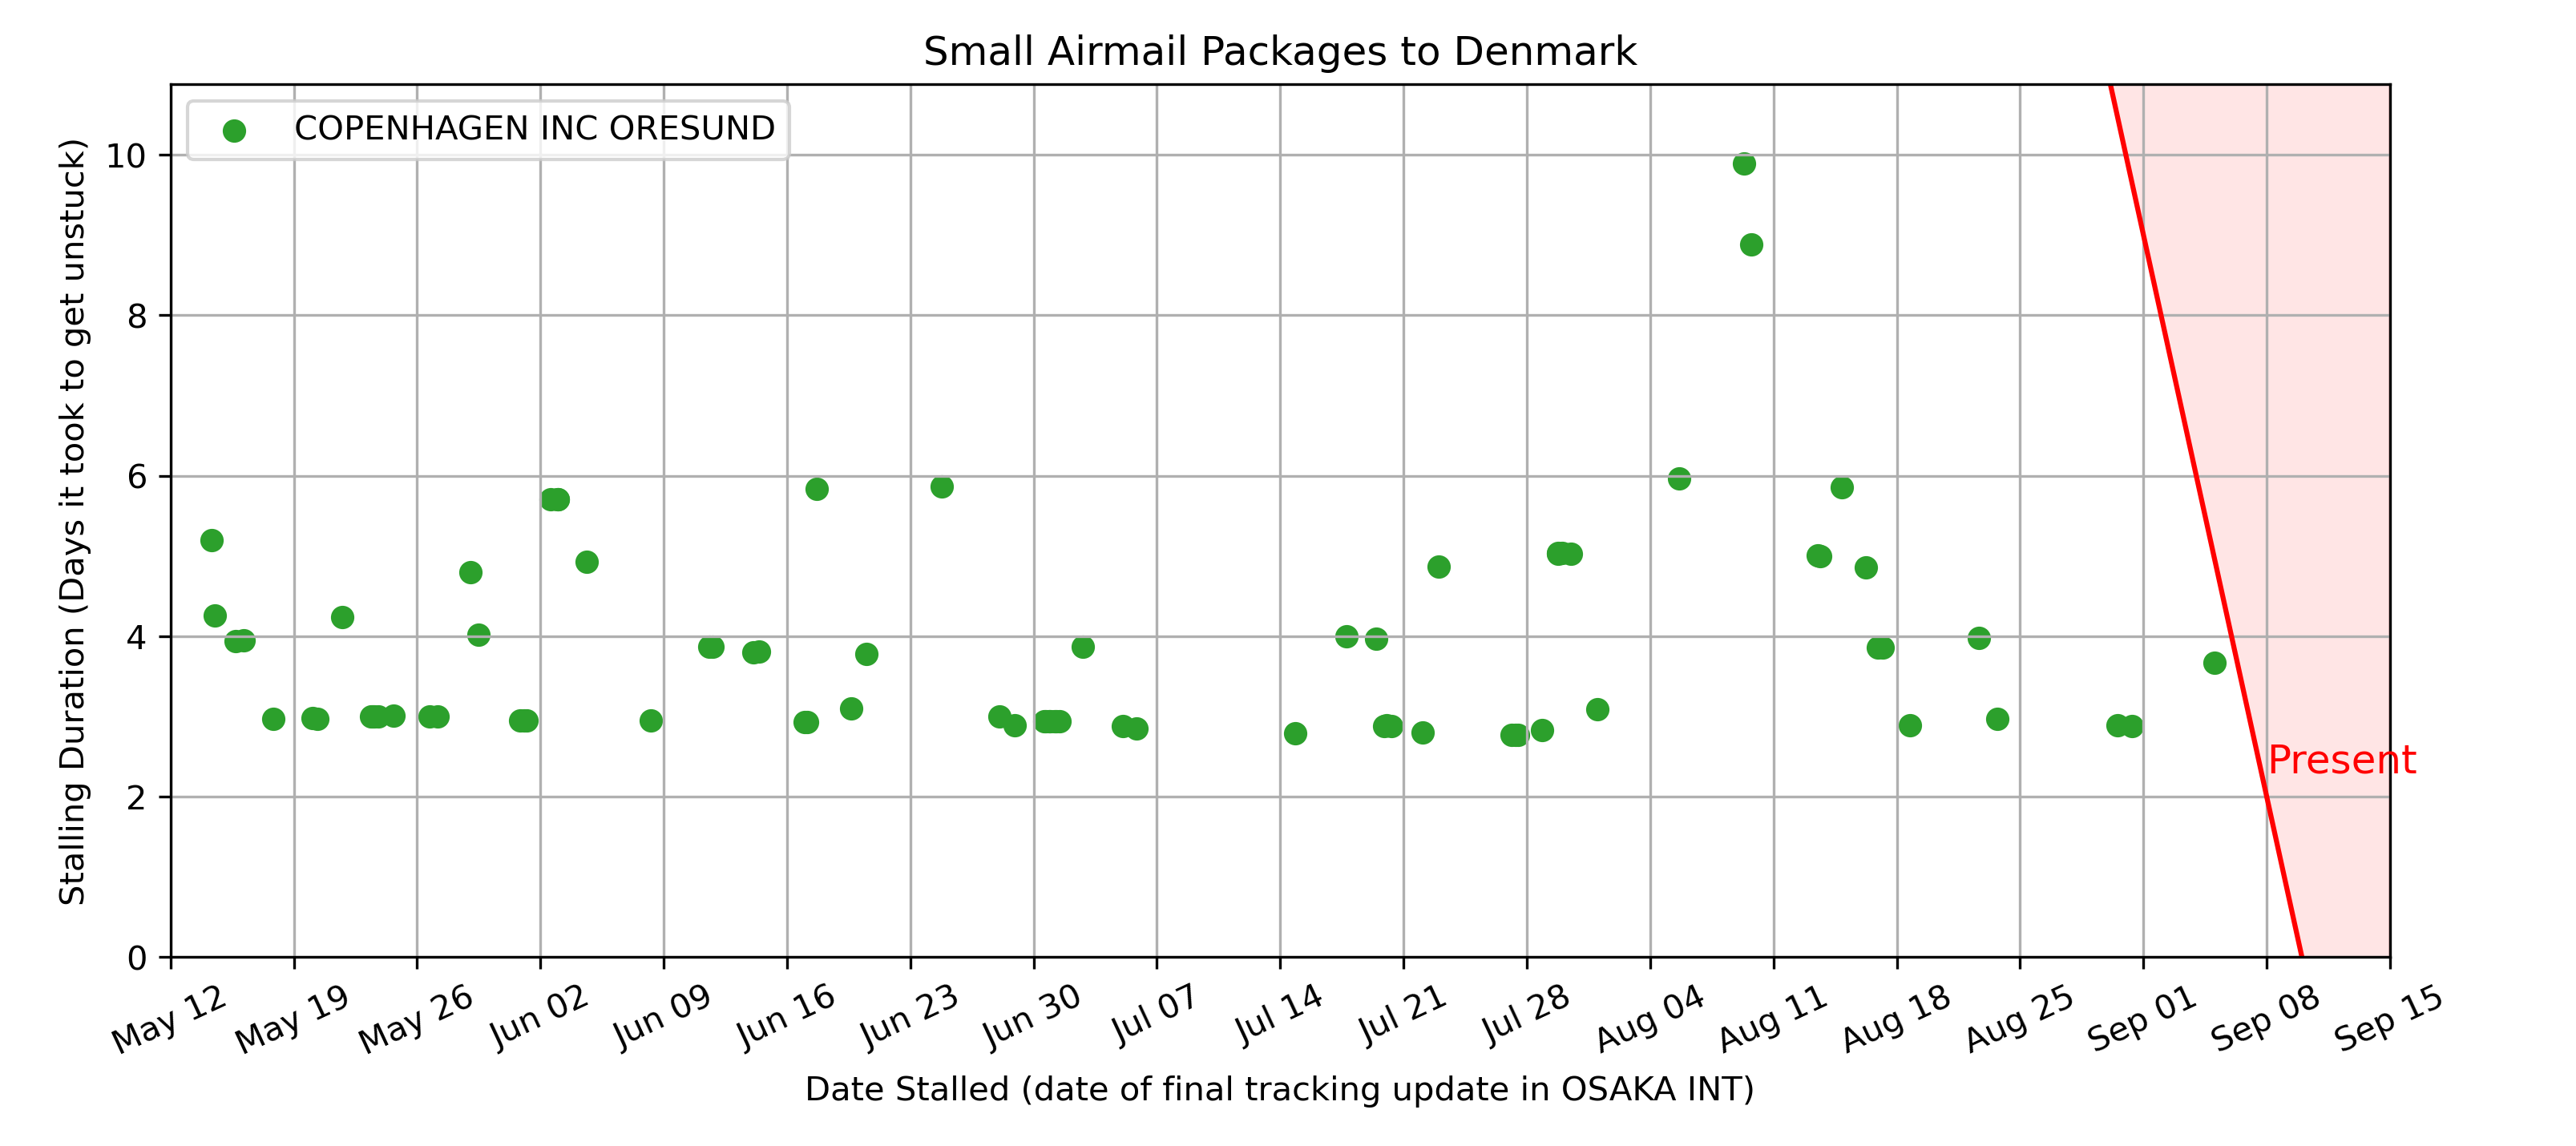 Small Airmail Packages to Denmark
COPENHAGEN INC ORESUND
Stalling Duration (Days it took to get unstuck)
10
8
6
4
2
0
Present
May 12
May 19
May 26
Jun 02
Jun 09
Jun 16
Jun 23
Jun 30
Jul 07
Jul 14
Jul 21
Jul 28
Aug 04
Aug 11
Aug 18
Aug 25
Sep 01
Sep 08
Sep 15
Date Stalled (date of final tracking update in OSAKA INT)